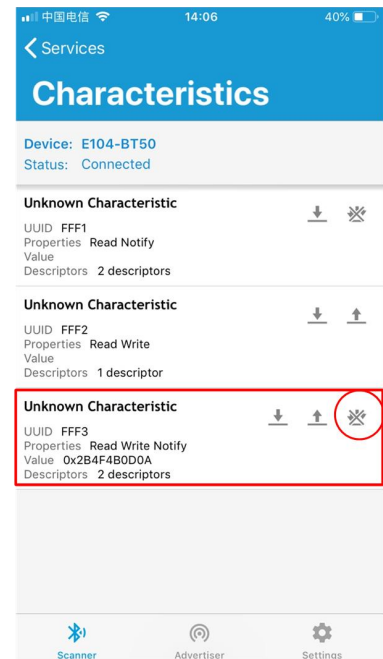 中国电信 14:06 40%
Services
Characteristics
Device: E104-BT50
Status: Connected
Unknown Characteristic
UUID FFF1
Properties Read Notify
Value
Descriptors 2 descriptors
Unknown Characteristic
UUID FFF2
Properties Read Write
Value
Descriptors 1 descriptor
Unknown Characteristic
UUID FFF3
Properties Read Write Notify
Value 0x2B4F4B0D0A
Descriptors 2 descriptors
Scanner Advertiser Settings